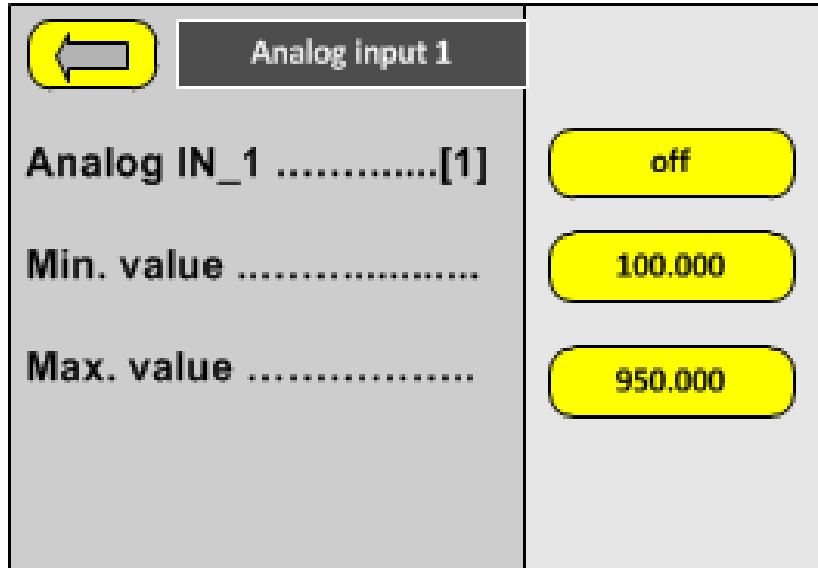 Analog input 1
Analog IN_1 ................[1] off
Min. value ........................ 100.000
Max. value ................. 950.000